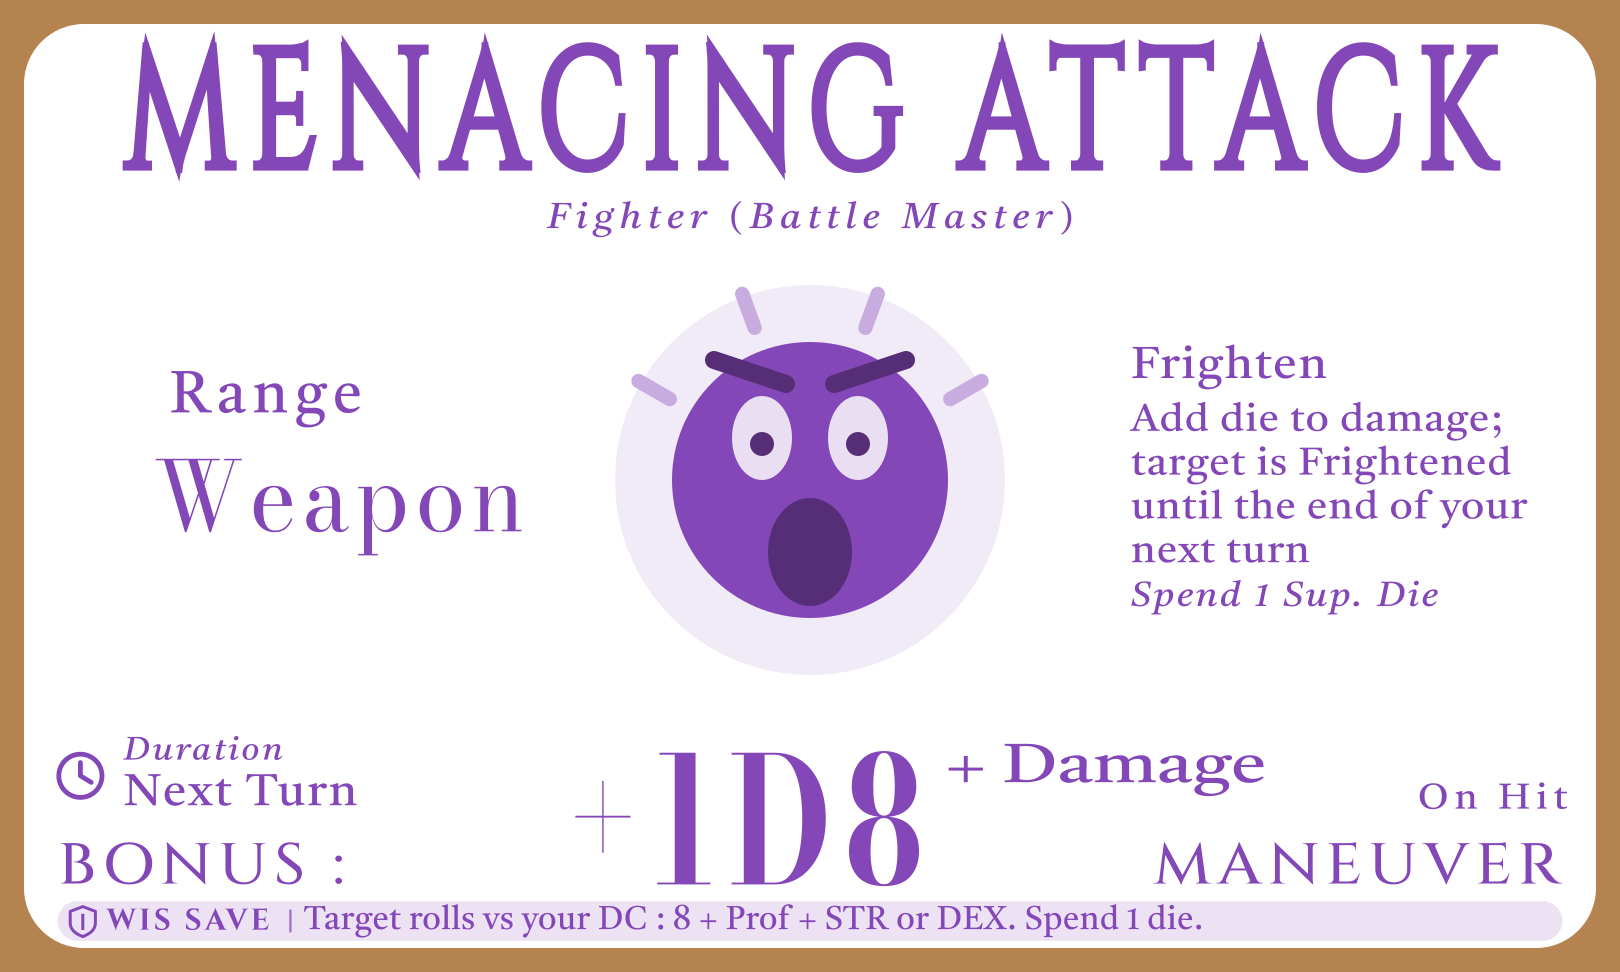 MENACING ATTACK
Fighter (Battle Master)
Range
Weapon
Frighten
Add die to damage;
target is Frightened
until the end of your
next turn
Spend 1 Sup. Die
Duration
Next Turn
BONUS :
+1D8
+ Damage
On Hit
MANEUVER
WIS SAVE | Target rolls vs your DC : 8 + Prof + STR or DEX. Spend 1 die.